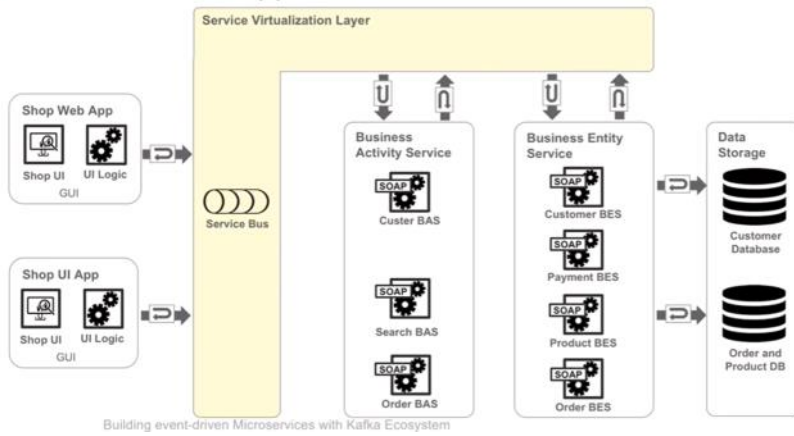 Service Virtualization Layer
Shop Web App
Shop UI
UI Logic
GUI
Service Bus
Shop UI App
Shop UI
UI Logic
GUI
Business
Activity Service
SOAP
Custer BAS
SOAP
Search BAS
SOAP
Order BAS
Business Entity
Service
SOAP
Customer BES
SOAP
Payment BES
SOAP
Product BES
SOAP
Order BES
Data
Storage
Customer
Database
Order and
Product DB
Building event-driven Microservices with Kafka Ecosystem